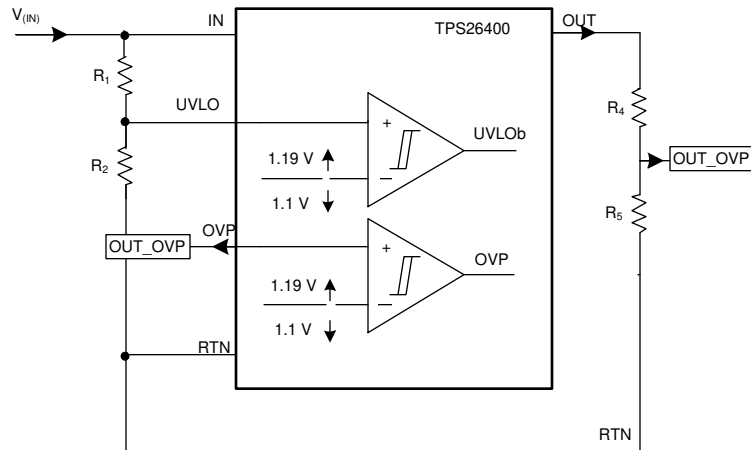 V(IN)
IN
TPS26400
OUT
R1
UVLO
+
UVLOb
1.19 V
−
1.1 V
R2
R4
OUT_OVP
R5
OVP
OUT_OVP
+
OVP
1.19 V
−
1.1 V
RTN
RTN